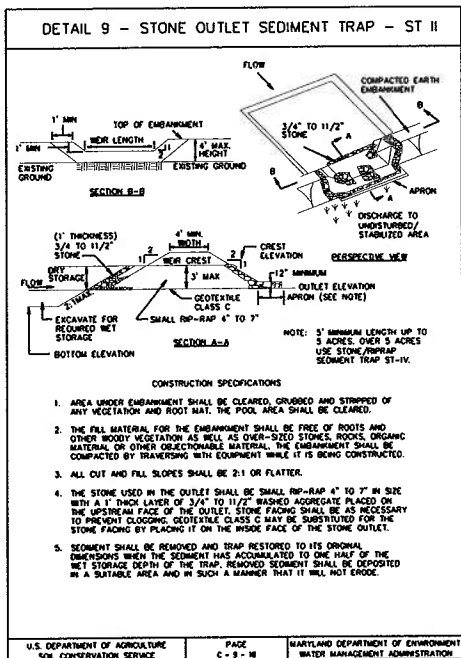 DETAIL 9 - STONE OUTLET SEDIMENT TRAP - ST II
FLOW
COMPACTED EARTH
EMBANKMENT
1' MIN
TOP OF EMBANKMENT
1' MIN
WEIR LENGTH
4' MAX.
HEIGHT
EXISTING
GROUND
EXISTING GROUND
SECTION B-B
3/4" TO 11/2"
STONE
A
B
B
A
APRON
DISCHARGE TO
UNDISTURBED/
STABILIZED AREA
PERSPECTIVE VIEW
(1' THICKNESS)
3/4 TO 11/2"
STONE
4' MIN.
WIDTH
CREST
ELEVATION
DRY
STORAGE
WEIR CREST
3' MAX
12" MINIMUM
FLOW
OUTLET ELEVATION
2:1 MAX
GEOTEXTILE
CLASS C
APRON (SEE NOTE)
EXCAVATE FOR
REQUIRED WET
STORAGE
SMALL RIP-RAP 4" TO 7"
BOTTOM ELEVATION
SECTION A-A
NOTE: 5' MINIMUM LENGTH UP TO
5 ACRES. OVER 5 ACRES
USE STONE/RIPRAP
SEDIMENT TRAP ST-IV.
CONSTRUCTION SPECIFICATIONS
1. AREA UNDER EMBANKMENT SHALL BE CLEARED, GRUBBED AND STRIPPED OF
ANY VEGETATION AND ROOT MAT. THE POOL AREA SHALL BE CLEARED.
2. THE FILL MATERIAL FOR THE EMBANKMENT SHALL BE FREE OF ROOTS AND
OTHER WOODY VEGETATION AS WELL AS OVER-SIZED STONES, ROCKS, ORGANIC
MATERIAL OR OTHER OBJECTIONABLE MATERIAL. THE EMBANKMENT SHALL BE
COMPACTED BY TRAVERSING WITH EQUIPMENT WHILE IT IS BEING CONSTRUCTED.
3. ALL CUT AND FILL SLOPES SHALL BE 2:1 OR FLATTER.
4. THE STONE USED IN THE OUTLET SHALL BE SMALL RIP-RAP 4" TO 7" IN SIZE
WITH A 1' THICK LAYER OF 3/4" TO 11/2" WASHED AGGREGATE PLACED ON
THE UPSTREAM FACE OF THE OUTLET. STONE FACING SHALL BE AS NECESSARY
TO PREVENT CLOGGING. GEOTEXTILE CLASS C MAY BE SUBSTITUTED FOR THE
STONE FACING BY PLACING IT ON THE INSIDE FACE OF THE STONE OUTLET.
5. SEDIMENT SHALL BE REMOVED AND TRAP RESTORED TO ITS ORIGINAL
DIMENSIONS WHEN THE SEDIMENT HAS ACCUMULATED TO ONE HALF OF THE
WET STORAGE DEPTH OF THE TRAP. REMOVED SEDIMENT SHALL BE DEPOSITED
IN A SUITABLE AREA AND IN SUCH A MANNER THAT IT WILL NOT ERODE.
U.S. DEPARTMENT OF AGRICULTURE
SOIL CONSERVATION SERVICE
PAGE
C - 9 - 10
MARYLAND DEPARTMENT OF ENVIRONMENT
WATER MANAGEMENT ADMINISTRATION